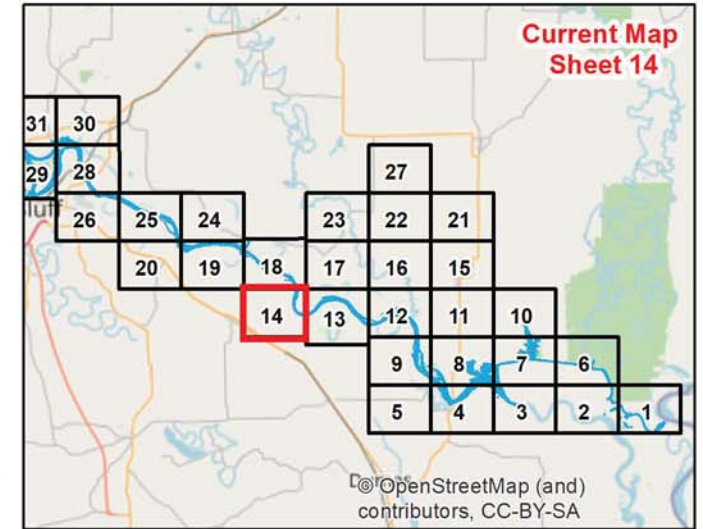 Current Map
Sheet 14
31 30
29 28
27
26 25 24 23 22 21
20 19 18 17 16 15
14 13 12 11 10
9 8 7 6
5 4 3 2 1
© OpenStreetMap (and)
contributors, CC-BY-SA